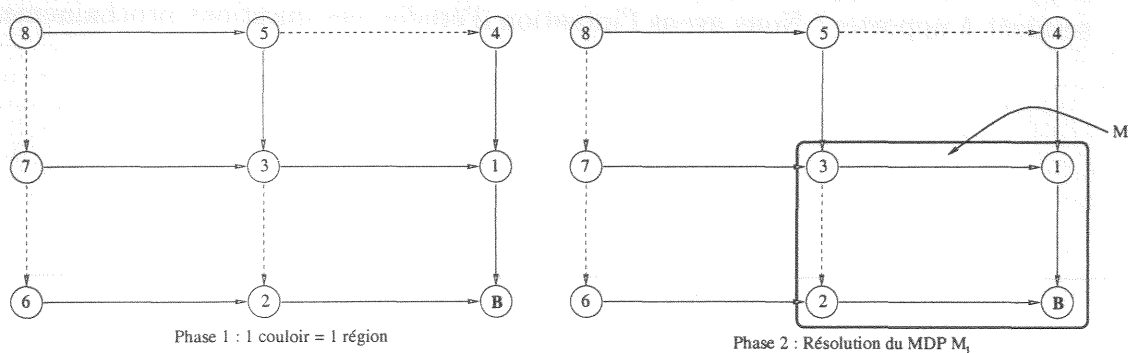 8 5 4
7 3 1
6 2 B
Phase 1 : 1 couloir = 1 région
8 5 4
M
7 3 1
6 2 B
Phase 2 : Résolution du MDP M1